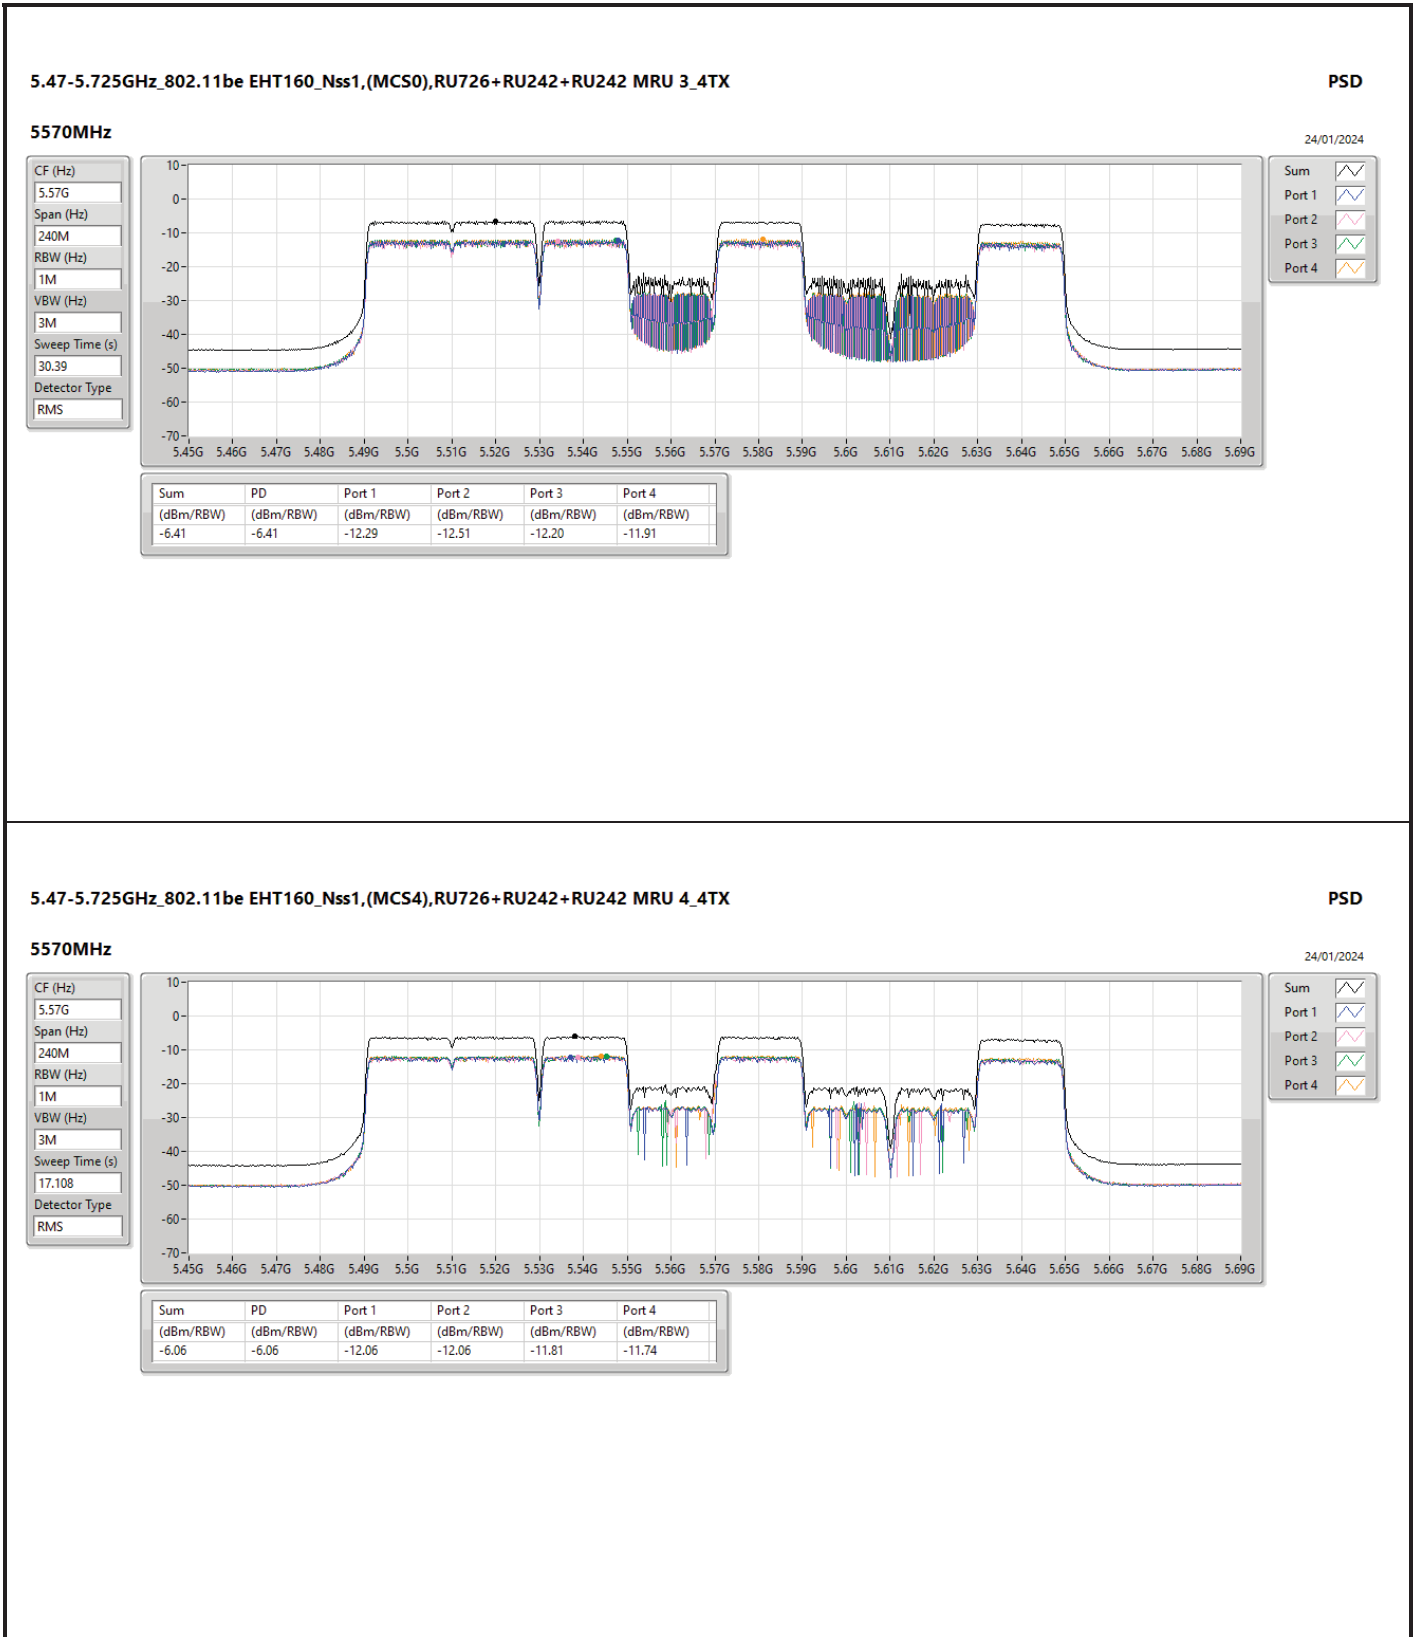 5.47-5.725GHz_802.11be EHT160_Nss1,(MCS0),RU726+RU242+RU242 MRU 3_4TX PSD
5570MHz
24/01/2024
CF (Hz)
5.57G
Span (Hz)
240M
RBW (Hz)
1M
VBW (Hz)
3M
Sweep Time (s)
30.39
Detector Type
RMS
10
0
-10
-20
-30
-40
-50
-60
-70
5.45G 5.46G 5.47G 5.48G 5.49G 5.5G 5.51G 5.52G 5.53G 5.54G 5.55G 5.56G 5.57G 5.58G 5.59G 5.6G 5.61G 5.62G 5.63G 5.64G 5.65G 5.66G 5.67G 5.68G 5.69G
Sum
Port 1
Port 2
Port 3
Port 4
Sum PD Port 1 Port 2 Port 3 Port 4
(dBm/RBW) (dBm/RBW) (dBm/RBW) (dBm/RBW) (dBm/RBW) (dBm/RBW)
-6.41 -6.41 -12.29 -12.51 -12.20 -11.91
5.47-5.725GHz_802.11be EHT160_Nss1,(MCS4),RU726+RU242+RU242 MRU 4_4TX PSD
5570MHz
24/01/2024
CF (Hz)
5.57G
Span (Hz)
240M
RBW (Hz)
1M
VBW (Hz)
3M
Sweep Time (s)
17.108
Detector Type
RMS
10
0
-10
-20
-30
-40
-50
-60
-70
5.45G 5.46G 5.47G 5.48G 5.49G 5.5G 5.51G 5.52G 5.53G 5.54G 5.55G 5.56G 5.57G 5.58G 5.59G 5.6G 5.61G 5.62G 5.63G 5.64G 5.65G 5.66G 5.67G 5.68G 5.69G
Sum
Port 1
Port 2
Port 3
Port 4
Sum PD Port 1 Port 2 Port 3 Port 4
(dBm/RBW) (dBm/RBW) (dBm/RBW) (dBm/RBW) (dBm/RBW) (dBm/RBW)
-6.06 -6.06 -12.06 -12.06 -11.81 -11.74